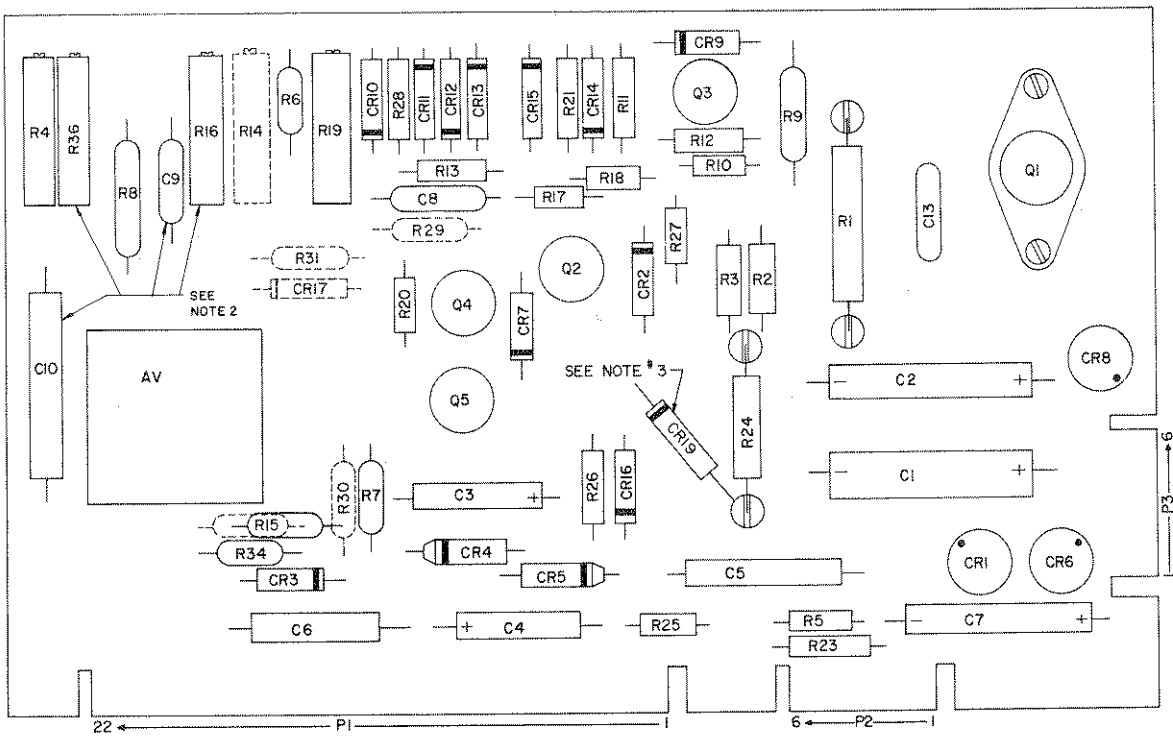 CR9
R4
R36
R8
C9
R16
R14
R6
R19
CR10
R28
CR11
CR12
CR13
CR15
R21
CR14
R11
Q3
R12
R10
R9
R1
C13
Q1
R13
C8
R29
R17
R18
R27
R31
CR17
SEE
NOTE 2
R20
Q4
CR7
Q2
CR2
R3
R2
C10
AV
Q5
SEE NOTE #3
CR19
R24
C2
- +
CR8
C1
- +
6
P3
1
R30
R7
C3
+
R26
CR16
R15
R34
CR3
CR4
CR5
C5
CR1
CR6
C6
+ C4
R25
R5
R23
- C7 +
22 P1 1
6 P2 1